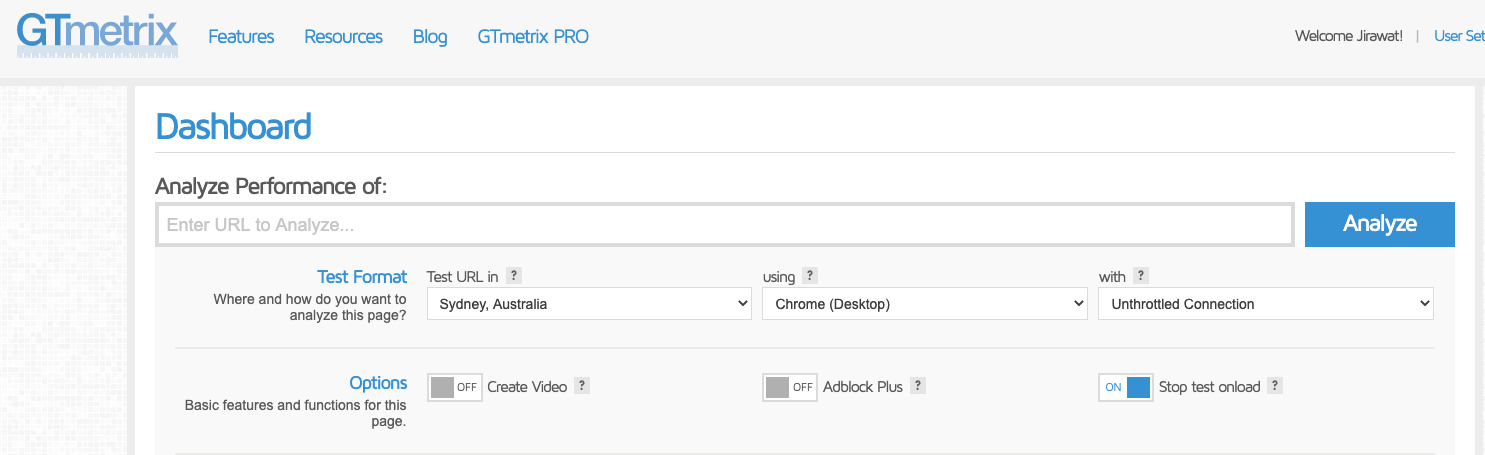 GTmetrix Features Resources Blog GTmetrix PRO Welcome Jirawat! | User Set
Dashboard
Analyze Performance of:
Enter URL to Analyze... Analyze
Test Format Test URL in ? using ? with ?
Where and how do you want to
analyze this page?
Sydney, Australia Chrome (Desktop) Unthrottled Connection
Options OFF Create Video ? OFF Adblock Plus ? ON Stop test onload ?
Basic features and functions for this
page.